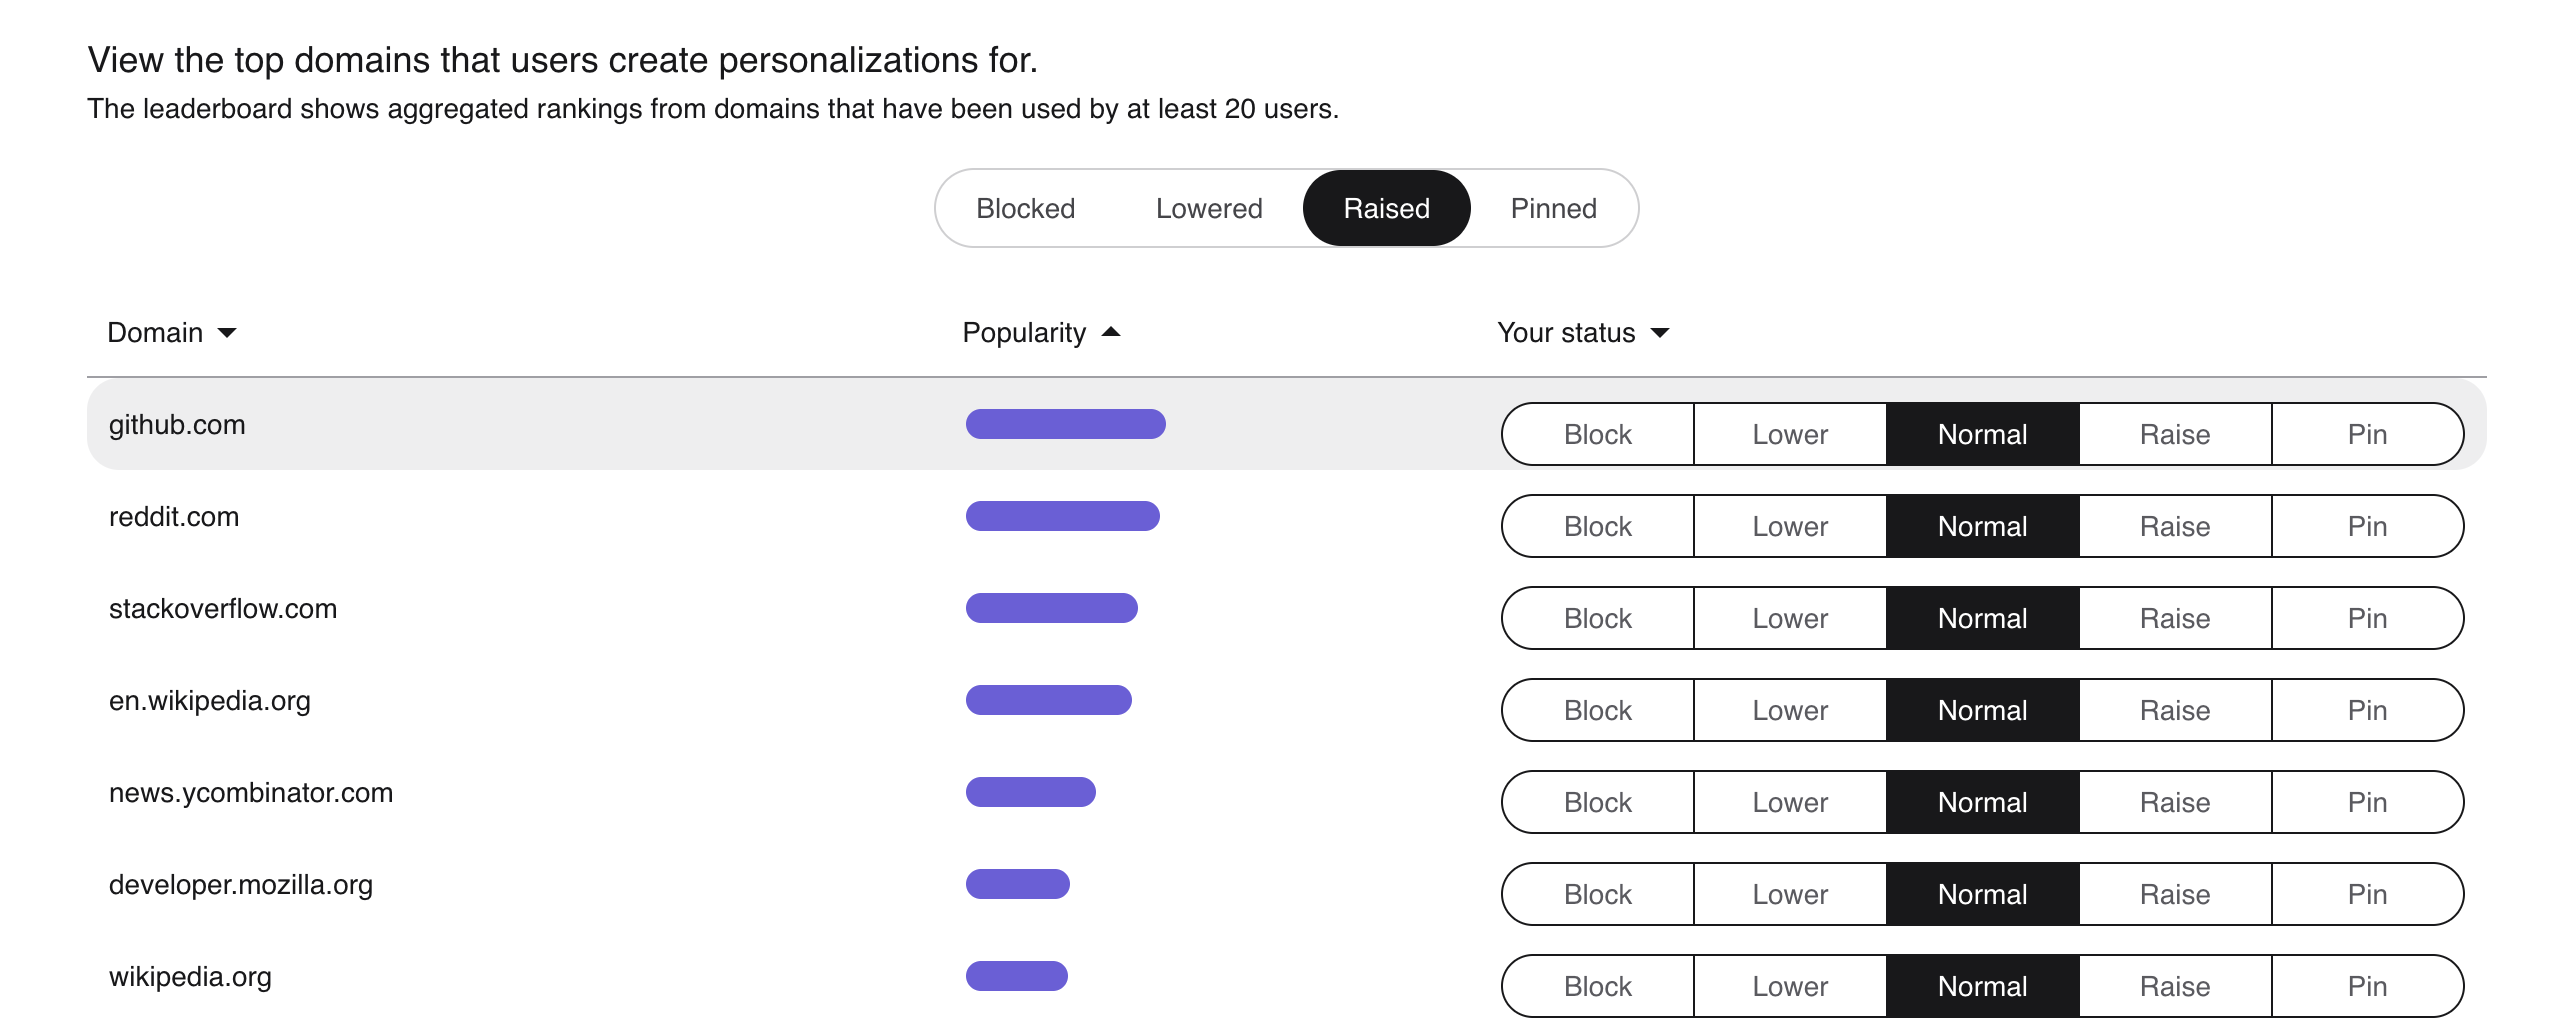 View the top domains that users create personalizations for.
The leaderboard shows aggregated rankings from domains that have been used by at least 20 users.
Blocked Lowered Raised Pinned
Domain Popularity Your status
github.com Block Lower Normal Raise Pin
reddit.com Block Lower Normal Raise Pin
stackoverflow.com Block Lower Normal Raise Pin
en.wikipedia.org Block Lower Normal Raise Pin
news.ycombinator.com Block Lower Normal Raise Pin
developer.mozilla.org Block Lower Normal Raise Pin
wikipedia.org Block Lower Normal Raise Pin